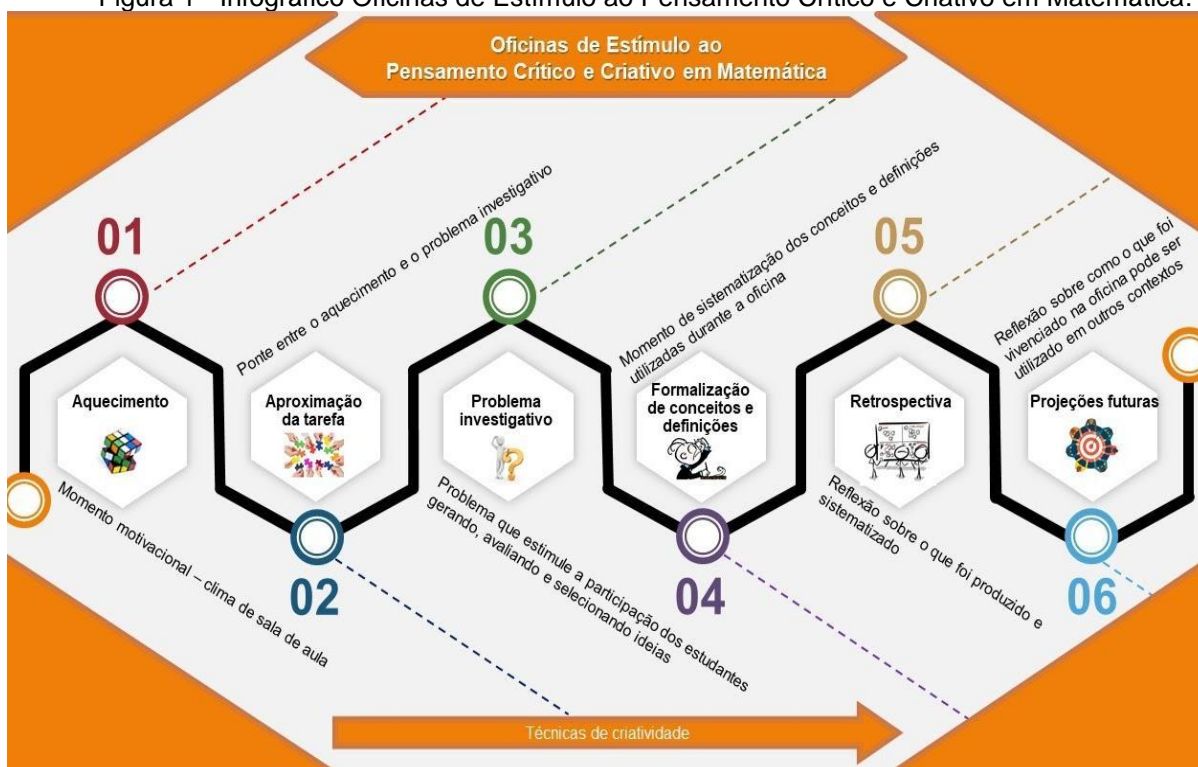 Figura 1 - Infográfico Oficinas de Estímulo ao Pensamento Crítico e Criativo em Matemática.
Oficinas de Estímulo ao
Pensamento Crítico e Criativo em Matemática
01
Aquecimento
Momento motivacional – clima de sala de aula
02
Aproximação
da tarefa
Ponte entre o aquecimento e o problema investigativo
03
Problema
investigativo
Problema que estimule a participação dos estudantes
gerando, avaliando e selecionando ideias
04
Formalização
de conceitos e
definições
Momento de sistematização dos conceitos e definições
utilizadas durante a oficina
05
Retrospectiva
Reflexão sobre o que foi produzido e
sistematizado
06
Projeções futuras
Reflexão sobre como o que foi
vivenciado na oficina pode ser
utilizado em outros contextos
Técnicas de criatividade